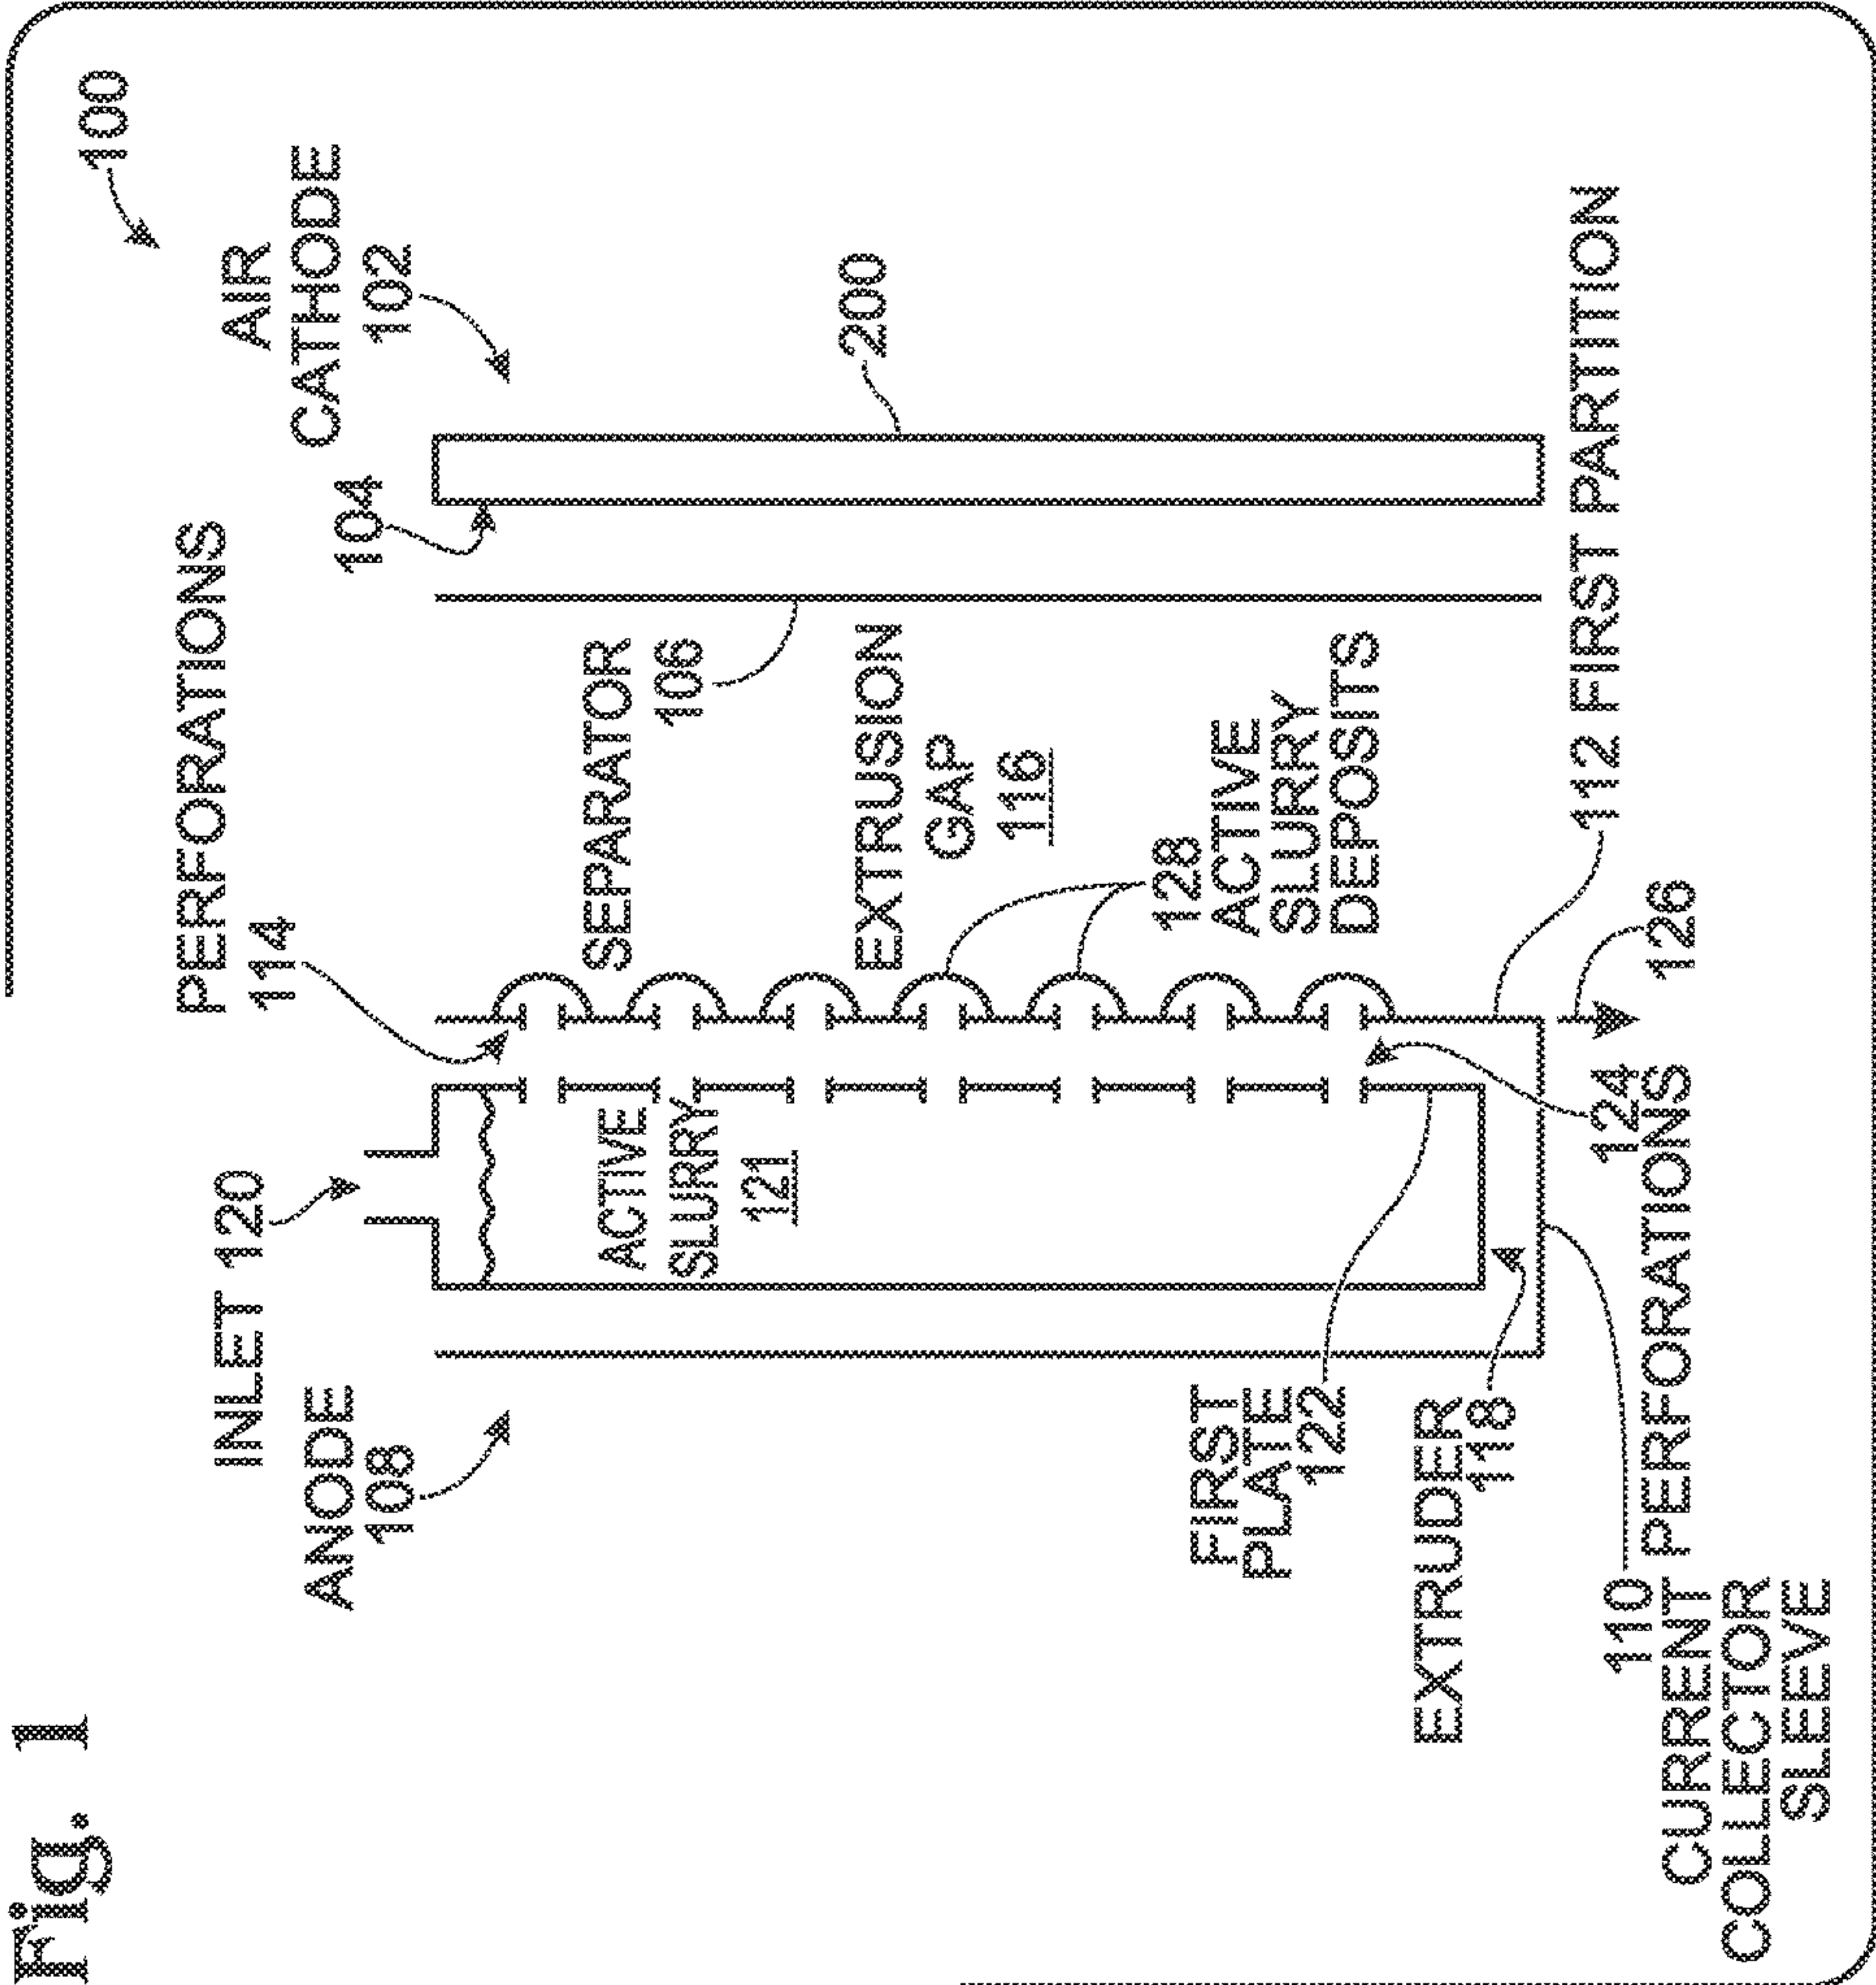 Fig. 1
100
AIR
CATHODE
102
PERFORATIONS
114
104
INLET 120
ANODE
108
SEPARATOR
106
200
ACTIVE
SLURRY
121
EXTRUSION
GAP
116
128
ACTIVE
SLURRY
DEPOSITS
FIRST
PLATE
122
EXTRUDER
118
112 FIRST PARTITION
124
PERFORATIONS
126
110
CURRENT
COLLECTOR
SLEEVE